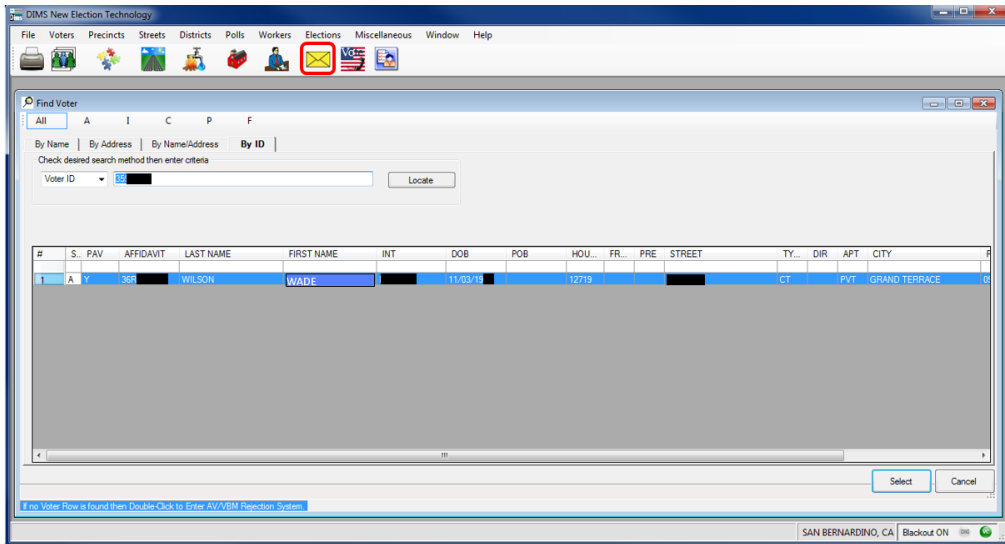 DIMS New Election Technology
File Voters Precincts Streets Districts Polls Workers Elections Miscellaneous Window Help
Vote
Find Voter
All A I C P F
By Name By Address By Name/Address By ID
Check desired search method then enter criteria
Voter ID 35 Locate
# S.. PAV AFFIDAVIT LAST NAME FIRST NAME INT DOB POB HOU... FR... PRE STREET TY... DIR APT CITY
1 A Y 36R WILSON WADE 11/03/19 12719 CT PVT GRAND TERRACE
Select Cancel
If no Voter Row is found then Double-Click to Enter AV/VBM Rejection System.
SAN BERNARDINO, CA Blackout ON